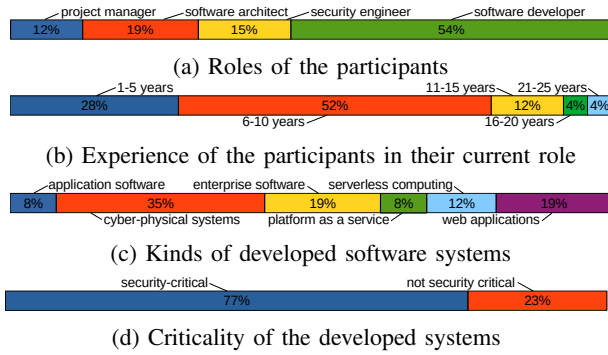 project manager software architect security engineer software developer
12% 19% 15% 54%
(a) Roles of the participants
1-5 years 11-15 years 21-25 years
28% 52% 12% 4% 4%
6-10 years 16-20 years
(b) Experience of the participants in their current role
application software enterprise software serverless computing
8% 35% 19% 8% 12% 19%
cyber-physical systems platform as a service web applications
(c) Kinds of developed software systems
security-critical not security critical
77% 23%
(d) Criticality of the developed systems